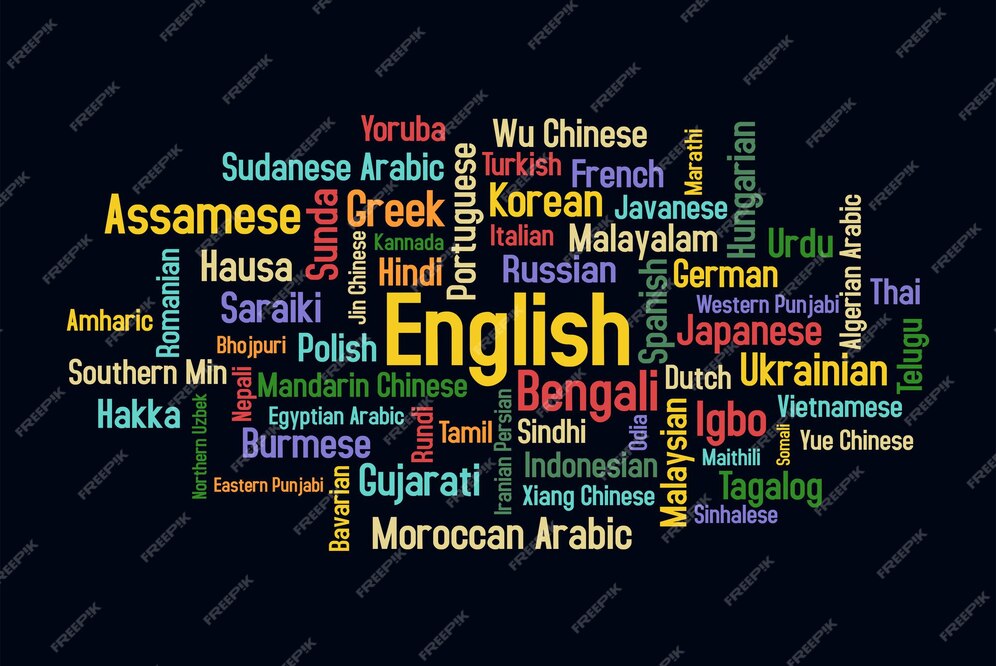 Yoruba
Wu Chinese
Sudanese Arabic
Turkish
French
Marathi
Hungarian
Portuguese
Assamese
Sunda
Greek
Korean
Javanese
Kannada
Italian
Malayalam
Urdu
Algerian Arabic
Romanian
Hausa
Jin Chinese
Hindi
Russian
Spanish
German
Thai
Saraiki
Western Punjabi
Amharic
English
Japanese
Telugu
Bhojpuri
Polish
Southern Min
Nepali
Mandarin Chinese
Bengali
Dutch
Ukrainian
Hakka
Northern Uzbek
Egyptian Arabic
Rundi
Iranian Persian
Odia
Malaysian
Igbo
Vietnamese
Burmese
Tamil
Sindhi
Somali
Yue Chinese
Maithili
Indonesian
Eastern Punjabi
Bavarian
Gujarati
Xiang Chinese
Tagalog
Sinhalese
Moroccan Arabic
FREEPIK